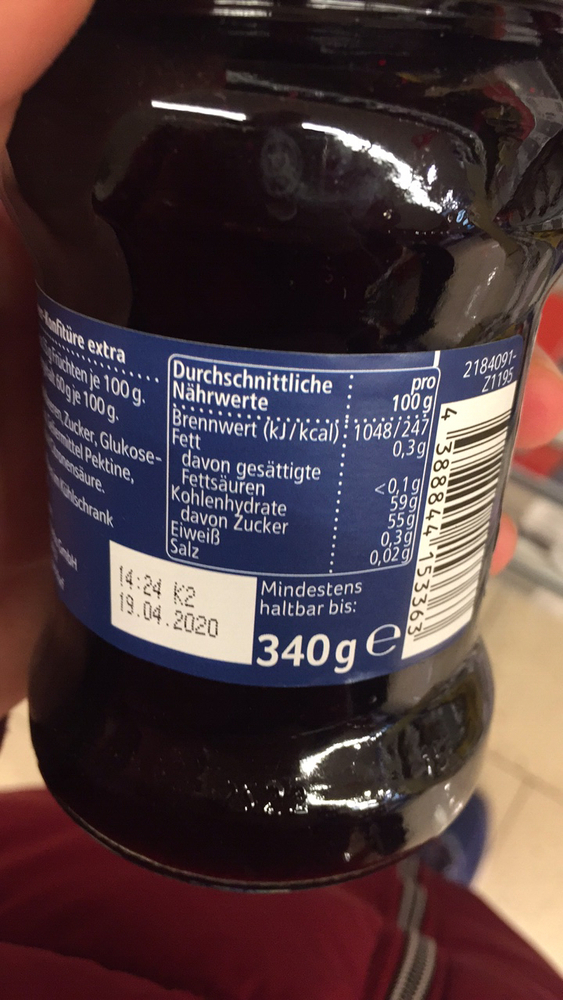 Konfitüre extra
Früchten je 100 g.
60 g je 100 g.
Zucker, Glukose-
Pektine,
Kühlschrank
GmbH
Durchschnittliche
Nährwerte
pro
100 g
Brennwert (kJ/kcal) 1048/247
Fett 0,3g
davon gesättigte
Fettsäuren <0,1g
Kohlenhydrate 59g
davon Zucker 55g
Eiweiß 0,3g
Salz 0,02g
14:24 K2
19.04.2020
Mindestens
haltbar bis:
340g e
2184091-
Z1195
4 388844 153363